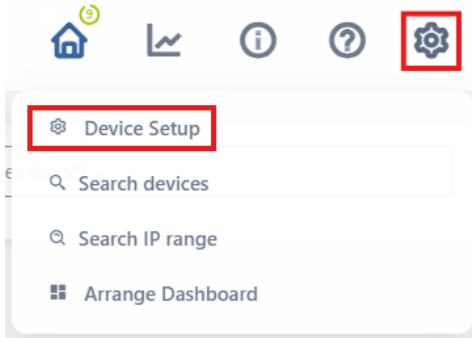 9
Device Setup
Search devices
Search IP range
Arrange Dashboard